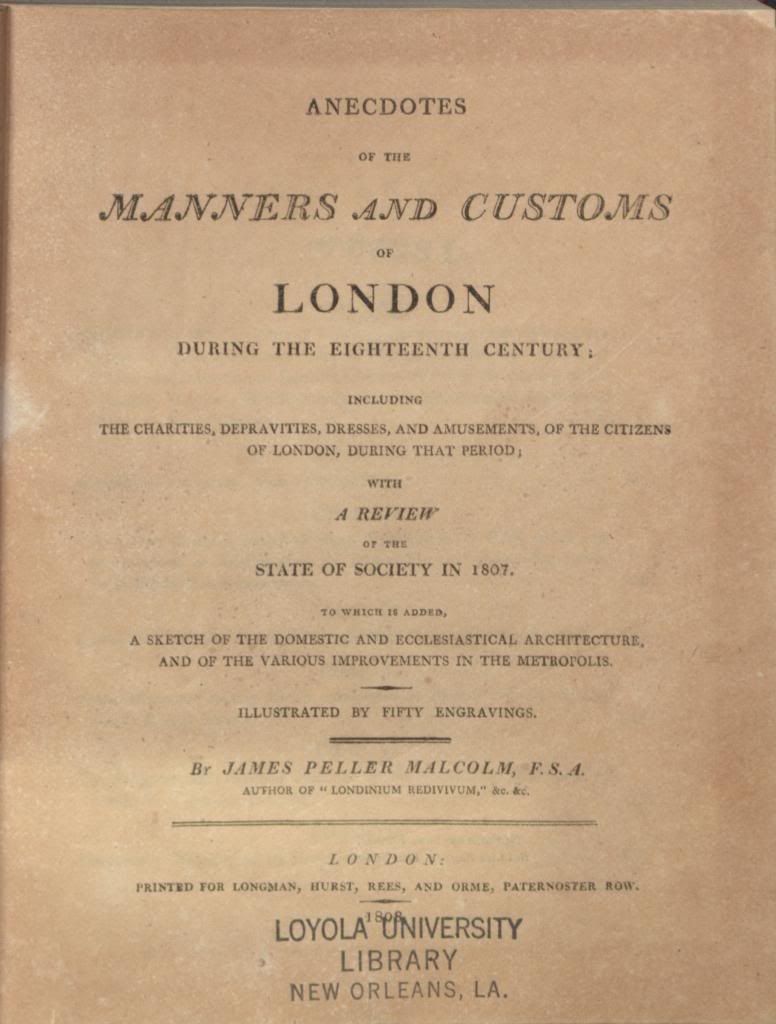 ANECDOTES
OF THE
MANNERS AND CUSTOMS
OF
LONDON
DURING THE EIGHTEENTH CENTURY;
INCLUDING
THE CHARITIES, DEPRAVITIES, DRESSES, AND AMUSEMENTS, OF THE CITIZENS
OF LONDON, DURING THAT PERIOD;
WITH
A REVIEW
OF THE
STATE OF SOCIETY IN 1807.
TO WHICH IS ADDED,
A SKETCH OF THE DOMESTIC AND ECCLESIASTICAL ARCHITECTURE,
AND OF THE VARIOUS IMPROVEMENTS IN THE METROPOLIS.
ILLUSTRATED BY FIFTY ENGRAVINGS.
By JAMES PELLER MALCOLM, F. S. A.
AUTHOR OF "LONDINIUM REDIVIVUM," &c. &c.
LONDON:
PRINTED FOR LONGMAN, HURST, REES, AND ORME, PATERNOSTER ROW.
1808.
LOYOLA UNIVERSITY
LIBRARY
NEW ORLEANS, LA.